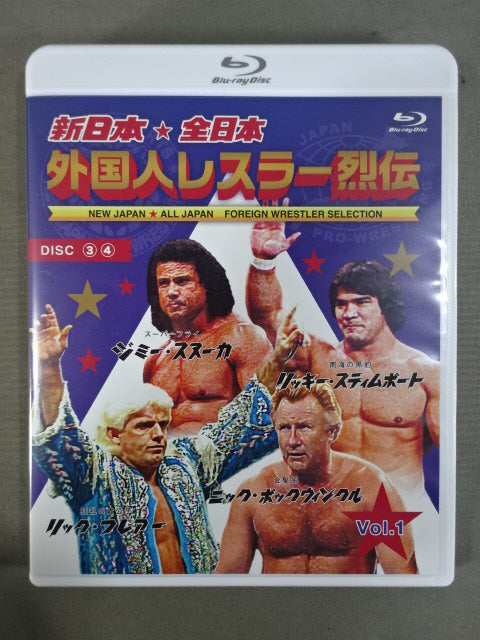 Blu-ray Disc
Blu-ray Disc
新日本★全日本
外国人レスラー烈伝
NEW JAPAN ★ ALL JAPAN FOREIGN WRESTLER SELECTION
JAPAN
PRO-WRE
DISC ③④
スーパーフライ
ジミー・スヌーカ
南海の黒豹
リッキー・スティムボート
ニック・ボックウィンクル
リック・フレアー
Vol.1